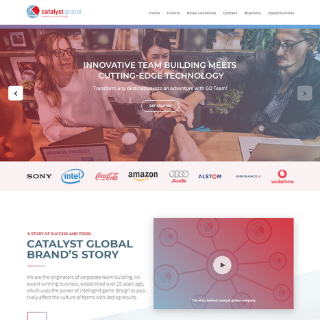 catalyst global
Home Clients News Locations Contact Business Opportunities
INNOVATIVE TEAM BUILDING MEETS
CUTTING-EDGE TECHNOLOGY
Transform any destination into an adventure with GO Team!
GET STARTED
SONY intel Coca-Cola amazon Audi ALSTOM AIRFRANCE vodafone
A STORY OF SUCCESS AND PRIDE.
CATALYST GLOBAL
BRAND'S STORY
We are the originators of corporate team building. An
award winning business, established over 25 years ago,
which uses the power of intelligent game design to posi-
tively affect the culture of teams with lasting results.
The story behind catalyst global company